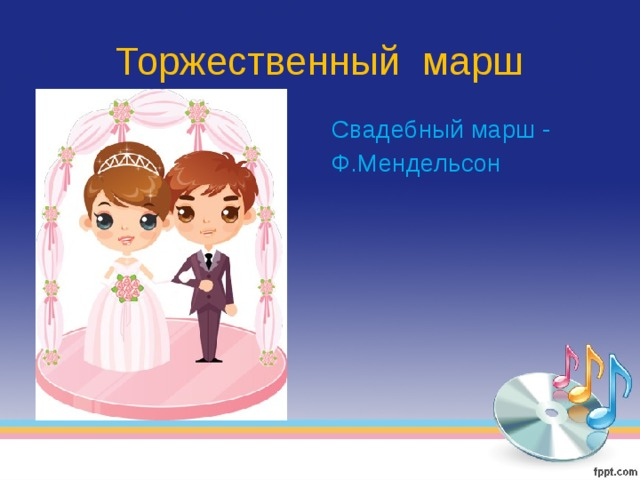 Торжественный марш
Свадебный марш -
Ф.Мендельсон
fppt.com